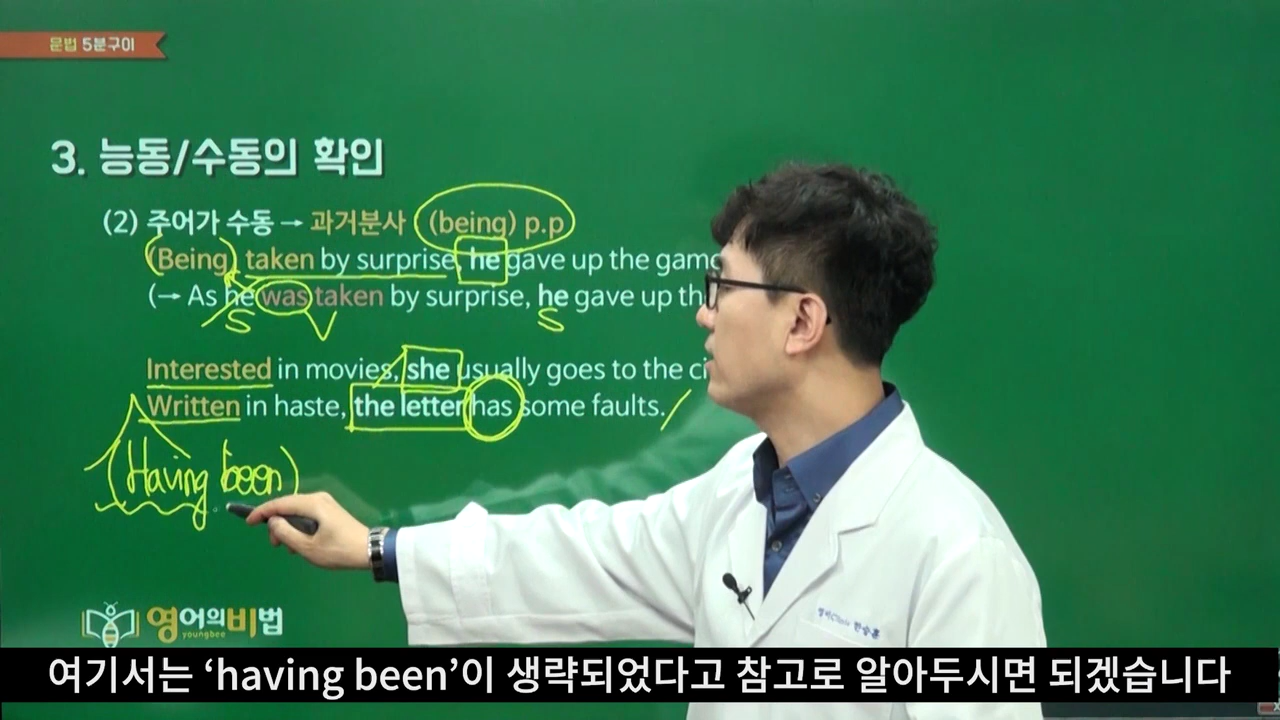 문법 5분구이
3. 능동/수동의 확인
(2) 주어가 수동 → 과거분사 (being) p.p
(Being) taken by surprise, he gave up the game
(→ As he was taken by surprise, he gave up th
S V S
Interested in movies, she usually goes to the ci
Written in haste, the letter has some faults.
(Having been)
영어의비법
youngbee
한승훈
여기서는 ‘having been’이 생략되었다고 참고로 알아두시면 되겠습니다